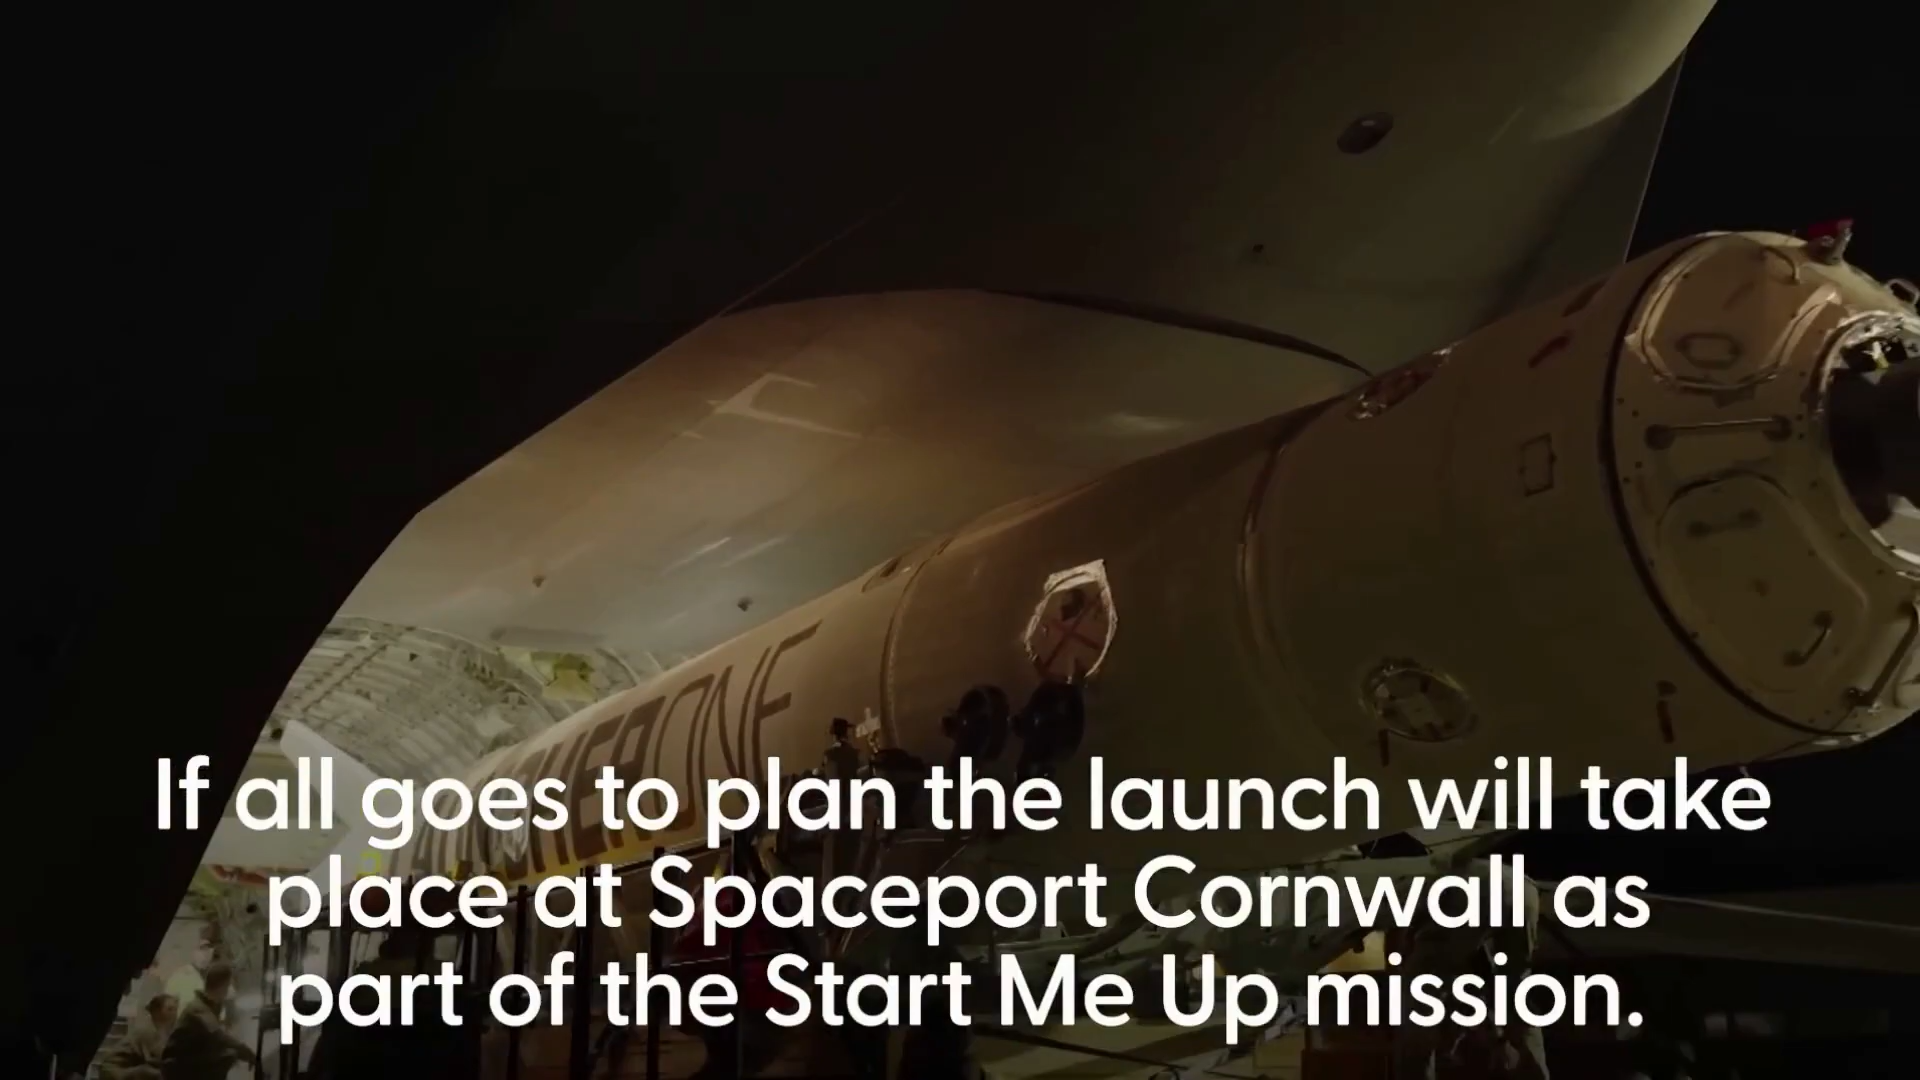 LAUNCHERONE
If all goes to plan the launch will take
place at Spaceport Cornwall as
part of the Start Me Up mission.